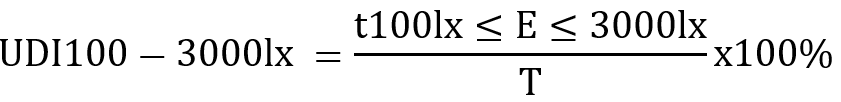 UDI100 − 3000lx = t100lx ≤ E ≤ 3000lx / T x100%